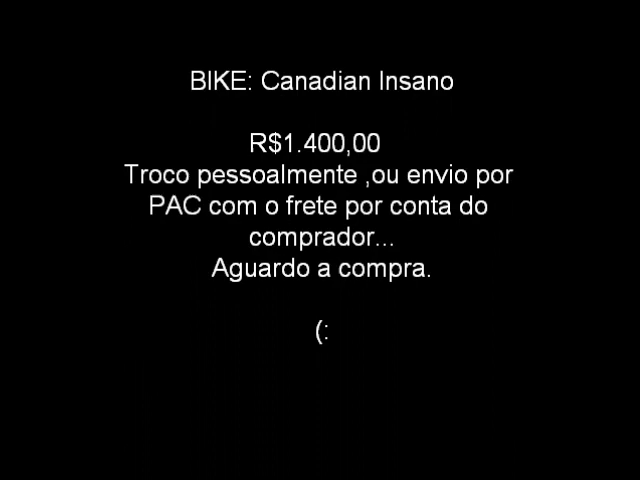 BIKE: Canadian Insano
R$1.400,00
Troco pessoalmente ,ou envio por
PAC com o frete por conta do
comprador...
Aguardo a compra.
(: